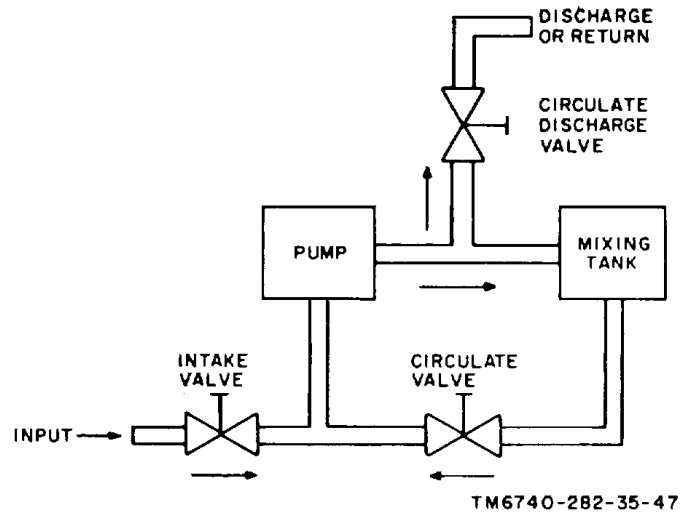 DISCHARGE
OR RETURN
CIRCULATE
DISCHARGE
VALVE
PUMP
MIXING
TANK
INTAKE
VALVE
CIRCULATE
VALVE
INPUT
TM6740-282-35-47